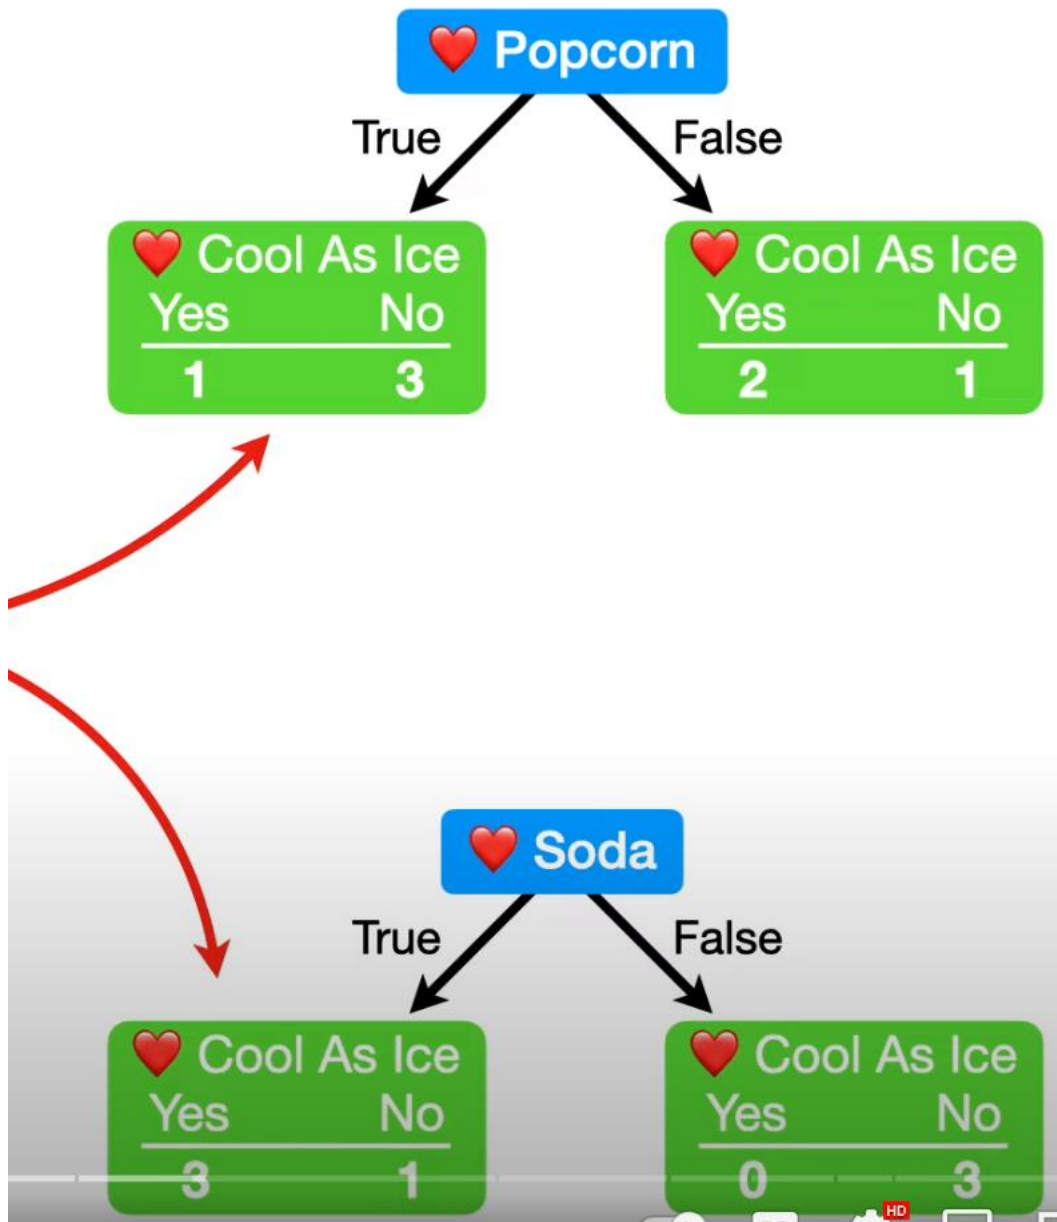 ❤️ Popcorn
True False
❤️ Cool As Ice ❤️ Cool As Ice
Yes No Yes No
1 3 2 1
❤️ Soda
True False
❤️ Cool As Ice ❤️ Cool As Ice
Yes No Yes No
3 1 0 3
HD